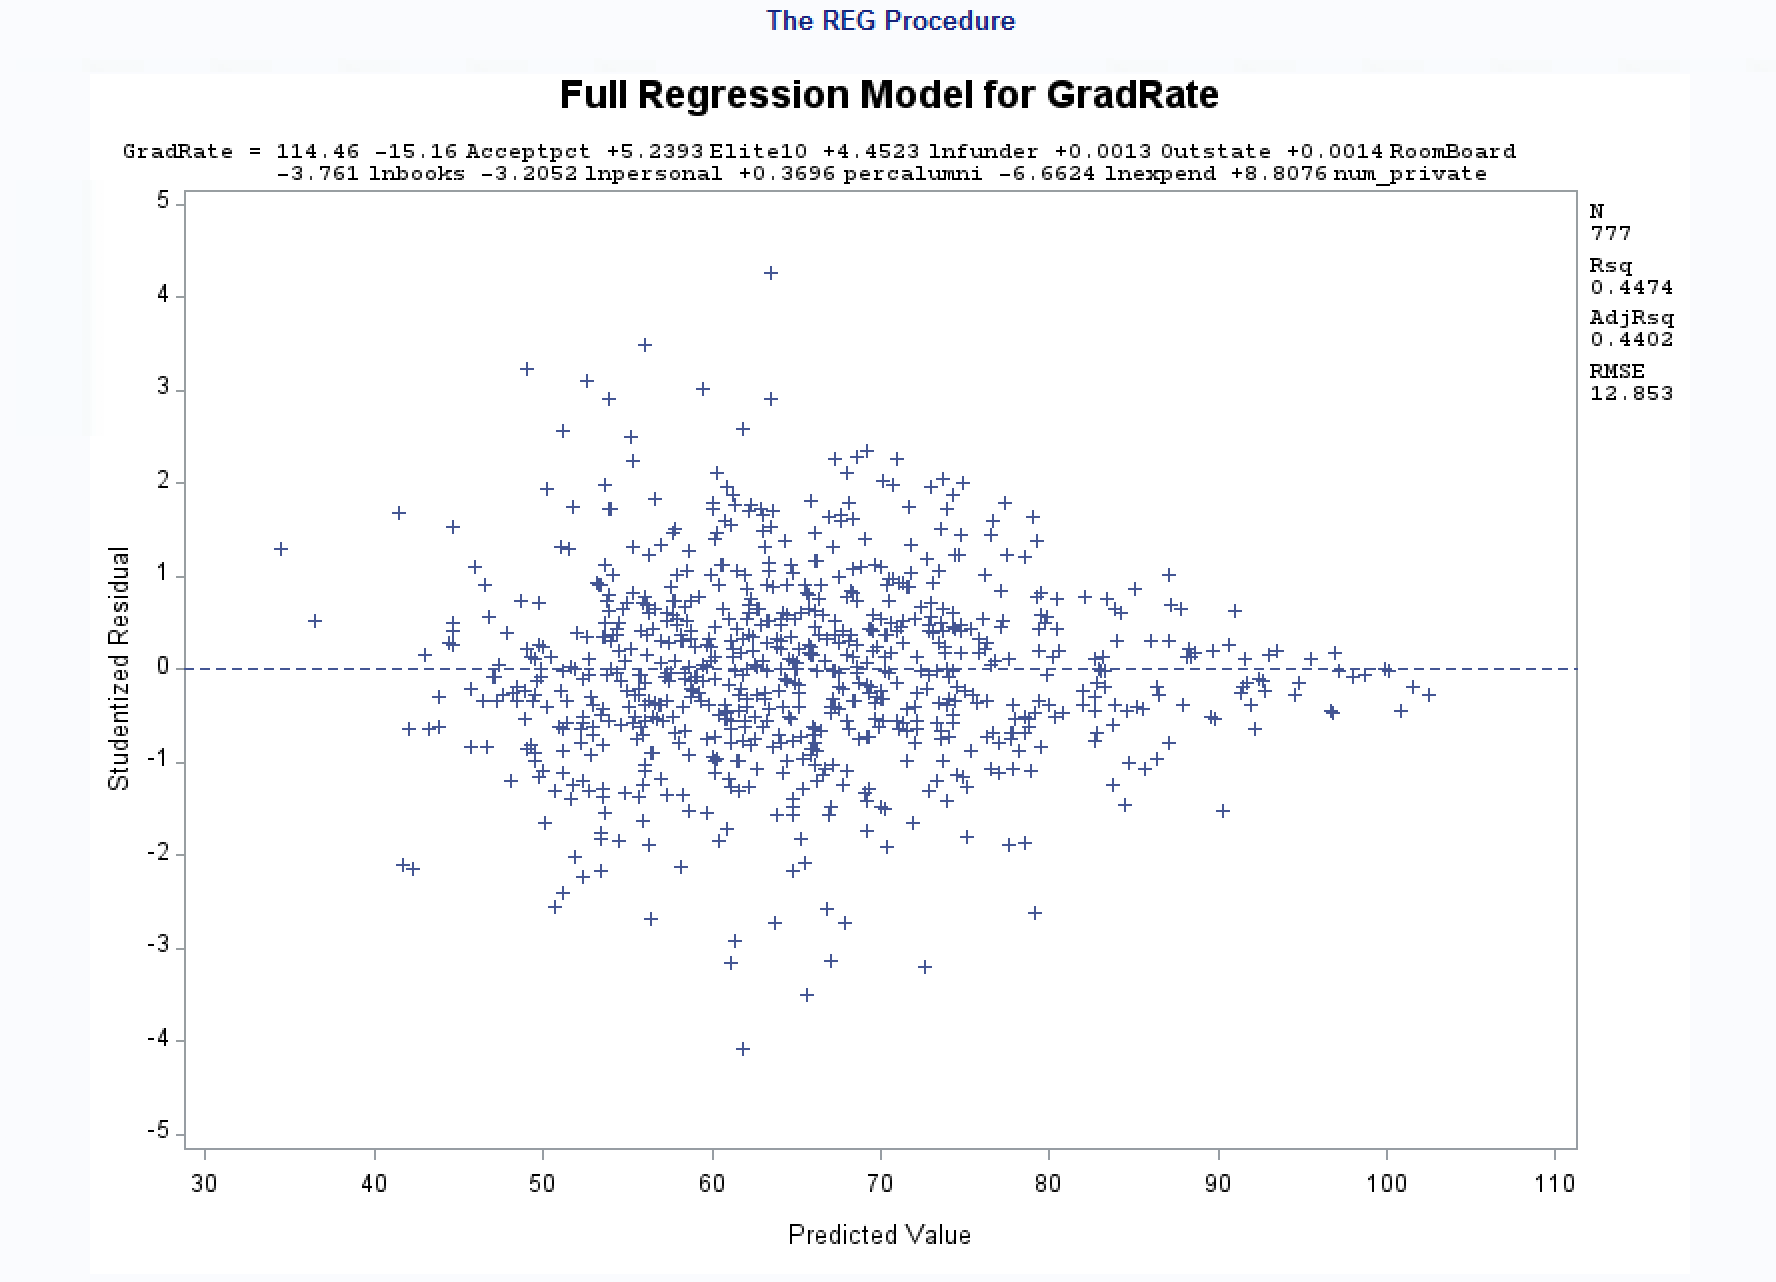 The REG Procedure
Full Regression Model for GradRate
GradRate = 114.46 -15.16 Acceptpct +5.2393 Elite10 +4.4523 lnfunder +0.0013 Outstate +0.0014 RoomBoard
-3.761 lnbooks -3.2052 lnpersonal +0.3696 percalumni -6.6624 lnexpend +8.8076 num_private
5
4
3
2
1
0
-1
-2
-3
-4
-5
Studentized Residual
N
777
Rsq
0.4474
AdjRsq
0.4402
RMSE
12.853
30 40 50 60 70 80 90 100 110
Predicted Value